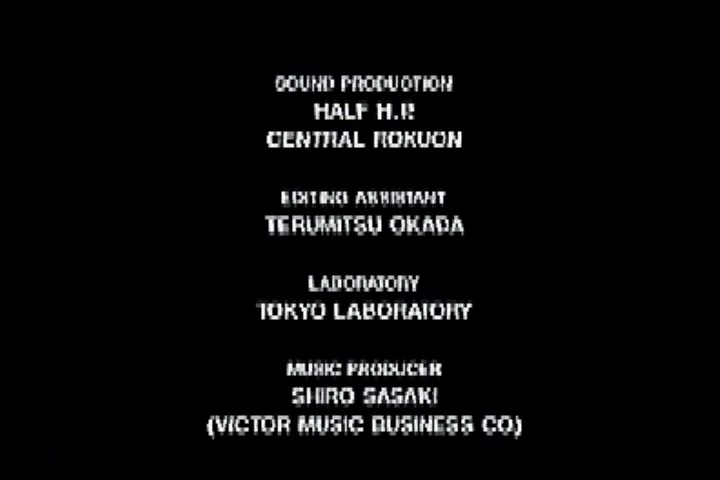 SOUND PRODUCTION
HALF H.P
CENTRAL ROKUON
EDITING ASSISTANT
TERUMITSU OKADA
LABORATORY
TOKYO LABORATORY
MUSIC PRODUCER
SHIRO SASAKI
(VICTOR MUSIC BUSINESS CO)